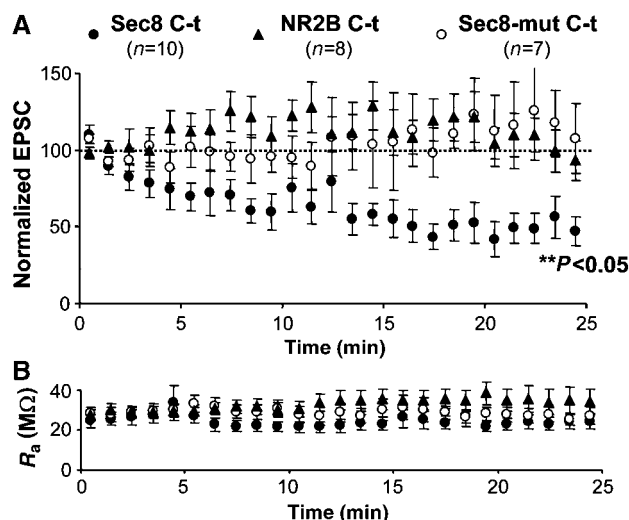 A ● Sec8 C-t ▲ NR2B C-t ○ Sec8-mut C-t
(n=10) (n=8) (n=7)
Normalized EPSC
150
100
50
0
**P<0.05
0 5 10 15 20 25
Time (min)
B
Ra (MΩ)
40
20
0
0 5 10 15 20 25
Time (min)